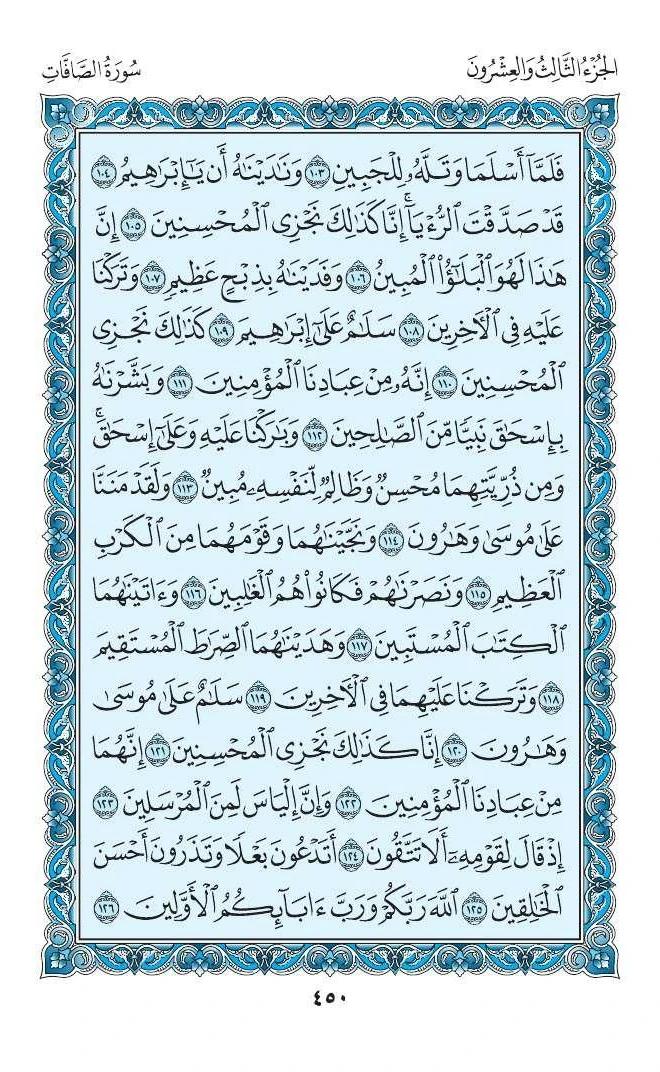 الجُزْءُ الثَّالِثُ وَالعِشْرُونَ
سُورَةُ الصَّافَّاتِ
فَلَمَّآ أَسْلَمَا وَتَلَّهُۥ لِلْجَبِينِ ١٠٣ وَنَٰدَيْنَٰهُ أَن يَٰٓإِبْرَٰهِيمُ ١٠٤
قَدْ صَدَّقْتَ ٱلرُّءْيَآۚ إِنَّا كَذَٰلِكَ نَجْزِى ٱلْمُحْسِنِينَ ١٠٥ إِنَّ
هَٰذَا لَهُوَ ٱلْبَلَٰٓؤُا۟ ٱلْمُبِينُ ١٠٦ وَفَدَيْنَٰهُ بِذِبْحٍ عَظِيمٍ ١٠٧ وَتَرَكْنَا
عَلَيْهِ فِى ٱلْأَخِرِينَ ١٠٨ سَلَٰمٌ عَلَىٰٓ إِبْرَٰهِيمَ ١٠٩ كَذَٰلِكَ نَجْزِى
ٱلْمُحْسِنِينَ ١١٠ إِنَّهُۥ مِنْ عِبَادِنَا ٱلْمُؤْمِنِينَ ١١١ وَبَشَّرْنَٰهُ
بِإِسْحَٰقَ نَبِيًّا مِّنَ ٱلصَّٰلِحِينَ ١١٢ وَبَٰرَكْنَا عَلَيْهِ وَعَلَىٰٓ إِسْحَٰقَۚ
وَمِن ذُرِّيَّتِهِمَا مُحْسِنٌ وَظَالِمٌ لِّنَفْسِهِۦ مُبِينٌ ١١٣ وَلَقَدْ مَنَنَّا
عَلَىٰ مُوسَىٰ وَهَٰرُونَ ١١٤ وَنَجَّيْنَٰهُمَا وَقَوْمَهُمَا مِنَ ٱلْكَرْبِ
ٱلْعَظِيمِ ١١٥ وَنَصَرْنَٰهُمْ فَكَانُوا۟ هُمُ ٱلْغَٰلِبِينَ ١١٦ وَءَاتَيْنَٰهُمَا
ٱلْكِتَٰبَ ٱلْمُسْتَبِينَ ١١٧ وَهَدَيْنَٰهُمَا ٱلصِّرَٰطَ ٱلْمُسْتَقِيمَ
١١٨ وَتَرَكْنَا عَلَيْهِمَا فِى ٱلْأَخِرِينَ ١١٩ سَلَٰمٌ عَلَىٰ مُوسَىٰ
وَهَٰرُونَ ١٢٠ إِنَّا كَذَٰلِكَ نَجْزِى ٱلْمُحْسِنِينَ ١٢١ إِنَّهُمَا
مِنْ عِبَادِنَا ٱلْمُؤْمِنِينَ ١٢٢ وَإِنَّ إِلْيَاسَ لَمِنَ ٱلْمُرْسَلِينَ ١٢٣
إِذْ قَالَ لِقَوْمِهِۦٓ أَلَا تَتَّقُونَ ١٢٤ أَتَدْعُونَ بَعْلًا وَتَذَرُونَ أَحْسَنَ
ٱلْخَٰلِقِينَ ١٢٥ ٱللَّهَ رَبَّكُمْ وَرَبَّ ءَابَآئِكُمُ ٱلْأَوَّلِينَ ١٢٦
٤٥٠